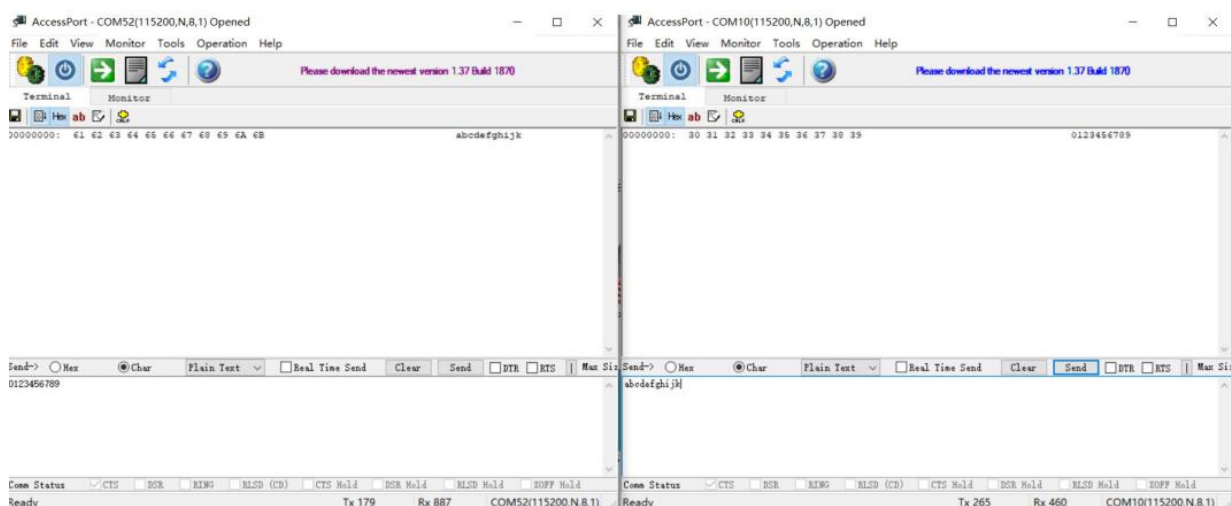 AccessPort - COM52(115200,N,8,1) Opened
File Edit View Monitor Tools Operation Help
Please download the newest version 1.37 Build 1870
Terminal Monitor
Hex ab
00000000: 61 62 63 64 65 66 67 68 69 6A 6B abcdefghijk
Send-> Hex Char Plain Text Real Time Send Clear Send DTR RTS | Max Siz
0123456789
Comm Status CTS DSR RING RLSD (CD) CTS Hold DSR Hold RLSD Hold XOFF Hold
Ready Tx 179 Rx 887 COM52(115200,N,8,1)
AccessPort - COM10(115200,N,8,1) Opened
File Edit View Monitor Tools Operation Help
Please download the newest version 1.37 Build 1870
Terminal Monitor
Hex ab
00000000: 30 31 32 33 34 35 36 37 38 39 0123456789
Send-> Hex Char Plain Text Real Time Send Clear Send DTR RTS | Max Si
abcdefghijk
Comm Status CTS DSR RING RLSD (CD) CTS Hold DSR Hold RLSD Hold XOFF Hold
Ready Tx 265 Rx 460 COM10(115200,N,8,1)